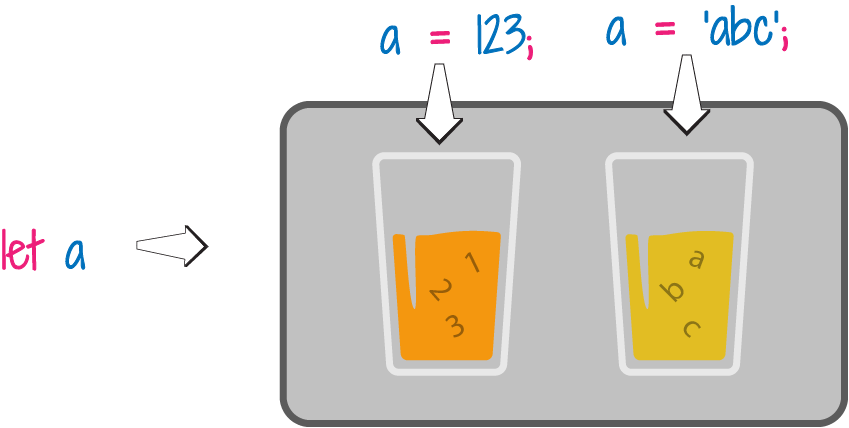 a = 123;
a = 'abc';
let a
1
2
3
a
b
c